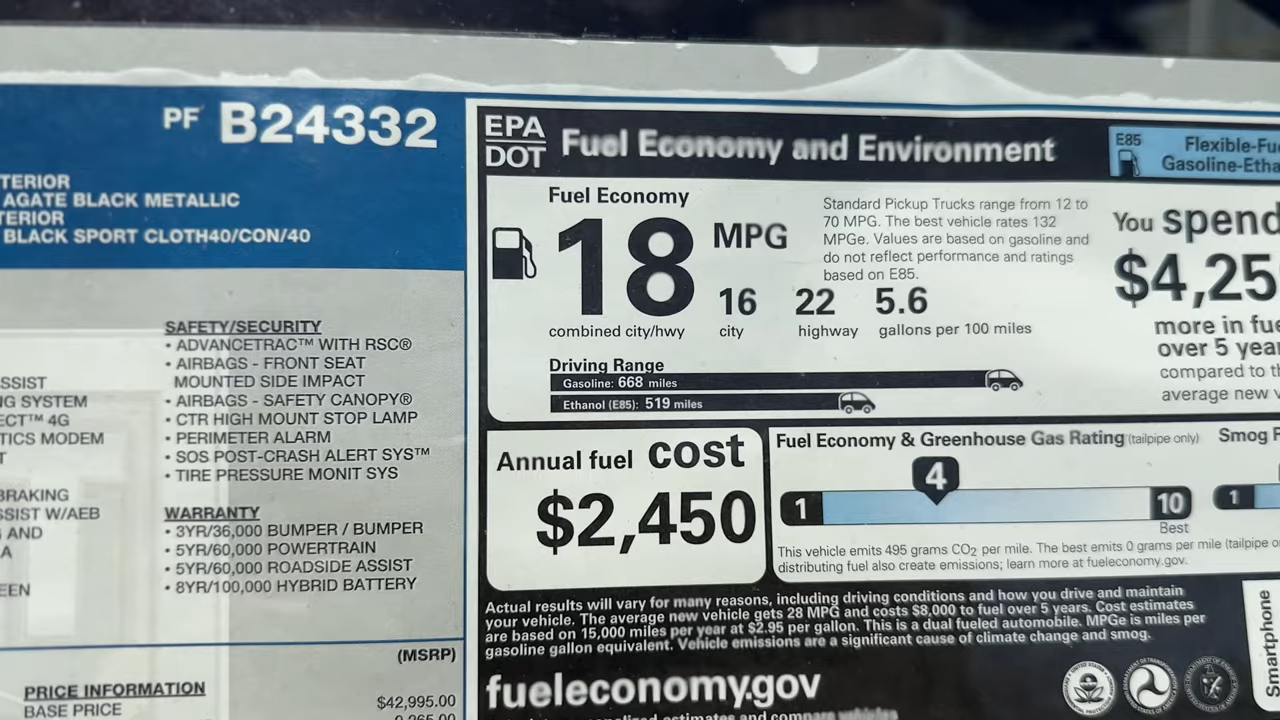 PF B24332
TERIOR
AGATE BLACK METALLIC
TERIOR
BLACK SPORT CLOTH40/CON/40
SAFETY/SECURITY
• ADVANCETRAC™ WITH RSC®
• AIRBAGS - FRONT SEAT
MOUNTED SIDE IMPACT
• AIRBAGS - SAFETY CANOPY®
• CTR HIGH MOUNT STOP LAMP
• PERIMETER ALARM
• SOS POST-CRASH ALERT SYS™
• TIRE PRESSURE MONIT SYS
WARRANTY
• 3YR/36,000 BUMPER / BUMPER
• 5YR/60,000 POWERTRAIN
• 5YR/60,000 ROADSIDE ASSIST
• 8YR/100,000 HYBRID BATTERY
SSIST
NG SYSTEM
ECT™ 4G
TICS MODEM
T
BRAKING
SSIST W/AEB
AND
A
EEN
(MSRP)
PRICE INFORMATION
BASE PRICE $42,995.00
EPA
DOT
Fuel Economy and Environment
E85
Flexible-Fu
Gasoline-Etha
Fuel Economy
18 MPG
combined city/hwy
16
city
22
highway
5.6
gallons per 100 miles
Standard Pickup Trucks range from 12 to
70 MPG. The best vehicle rates 132
MPGe. Values are based on gasoline and
do not reflect performance and ratings
based on E85.
Driving Range
Gasoline: 668 miles
Ethanol (E85): 519 miles
You spend
$4,25
more in fue
over 5 year
compared to th
average new v
Annual fuel cost
$2,450
Fuel Economy & Greenhouse Gas Rating (tailpipe only)
1
4
10
Best
Smog
1
This vehicle emits 495 grams CO2 per mile. The best emits 0 grams per mile (tailpipe o
distributing fuel also create emissions; learn more at fueleconomy.gov.
Actual results will vary for many reasons, including driving conditions and how you drive and maintain
your vehicle. The average new vehicle gets 28 MPG and costs $8,000 to fuel over 5 years. Cost estimates
are based on 15,000 miles per year at $2.95 per gallon. This is a dual fueled automobile. MPGe is miles per
gasoline gallon equivalent. Vehicle emissions are a significant cause of climate change and smog.
fueleconomy.gov
estimates and compare vehicles
Smartphone